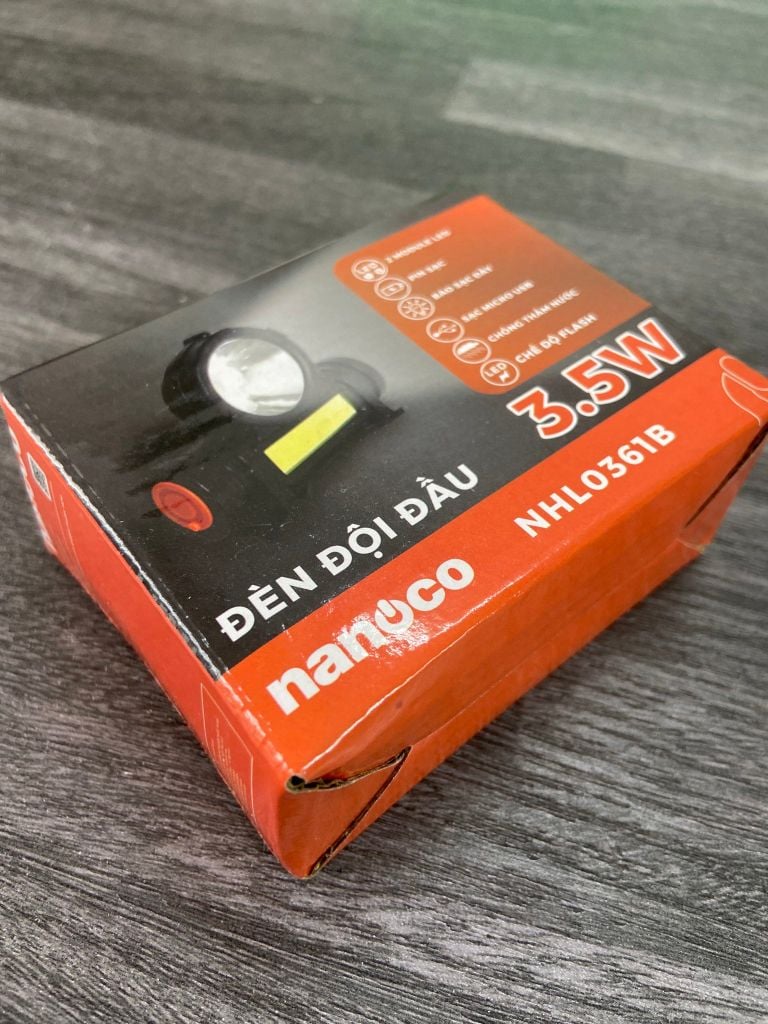 2 MODULE LED
PIN SẠC
BÁO SẠC ĐẦY
SẠC MICRO USB
CHỐNG THẤM NƯỚC
LED
CHẾ ĐỘ FLASH
3.5W
ĐÈN ĐỘI ĐẦU
NHL0361B
nanoco